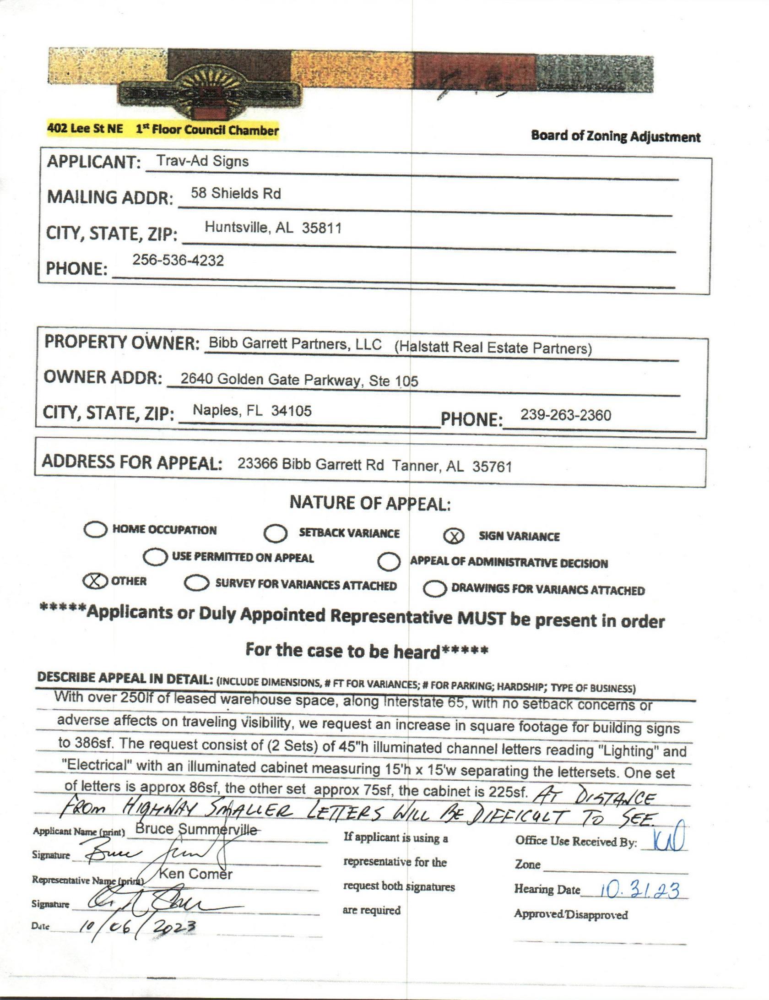 402 Lee St NE 1st Floor Council Chamber
Board of Zoning Adjustment
APPLICANT: Trav-Ad Signs
MAILING ADDR: 58 Shields Rd
CITY, STATE, ZIP: Huntsville, AL 35811
PHONE: 256-536-4232
PROPERTY OWNER: Bibb Garrett Partners, LLC (Halstatt Real Estate Partners)
OWNER ADDR: 2640 Golden Gate Parkway, Ste 105
CITY, STATE, ZIP: Naples, FL 34105 PHONE: 239-263-2360
ADDRESS FOR APPEAL: 23366 Bibb Garrett Rd Tanner, AL 35761
NATURE OF APPEAL:
HOME OCCUPATION SETBACK VARIANCE X SIGN VARIANCE
USE PERMITTED ON APPEAL APPEAL OF ADMINISTRATIVE DECISION
X OTHER SURVEY FOR VARIANCES ATTACHED DRAWINGS FOR VARIANCS ATTACHED
*****Applicants or Duly Appointed Representative MUST be present in order
For the case to be heard*****
DESCRIBE APPEAL IN DETAIL: (INCLUDE DIMENSIONS, # FT FOR VARIANCES; # FOR PARKING; HARDSHIP; TYPE OF BUSINESS)
With over 250lf of leased warehouse space, along Interstate 65, with no setback concerns or
adverse affects on traveling visibility, we request an increase in square footage for building signs
to 386sf. The request consist of (2 Sets) of 45"h illuminated channel letters reading "Lighting" and
"Electrical" with an illuminated cabinet measuring 15'h x 15'w separating the lettersets. One set
of letters is approx 86sf, the other set approx 75sf, the cabinet is 225sf. AT DISTANCE
FROM HIGHWAY SMALLER LETTERS WILL BE DIFFICULT TO SEE.
Applicant Name (print) Bruce Summerville
Signature
Representative Name (print) Ken Comer
Signature
Date 10/06/2023
If applicant is using a
representative for the
request both signatures
are required
Office Use Received By:
Zone
Hearing Date 10.31.23
Approved/Disapproved